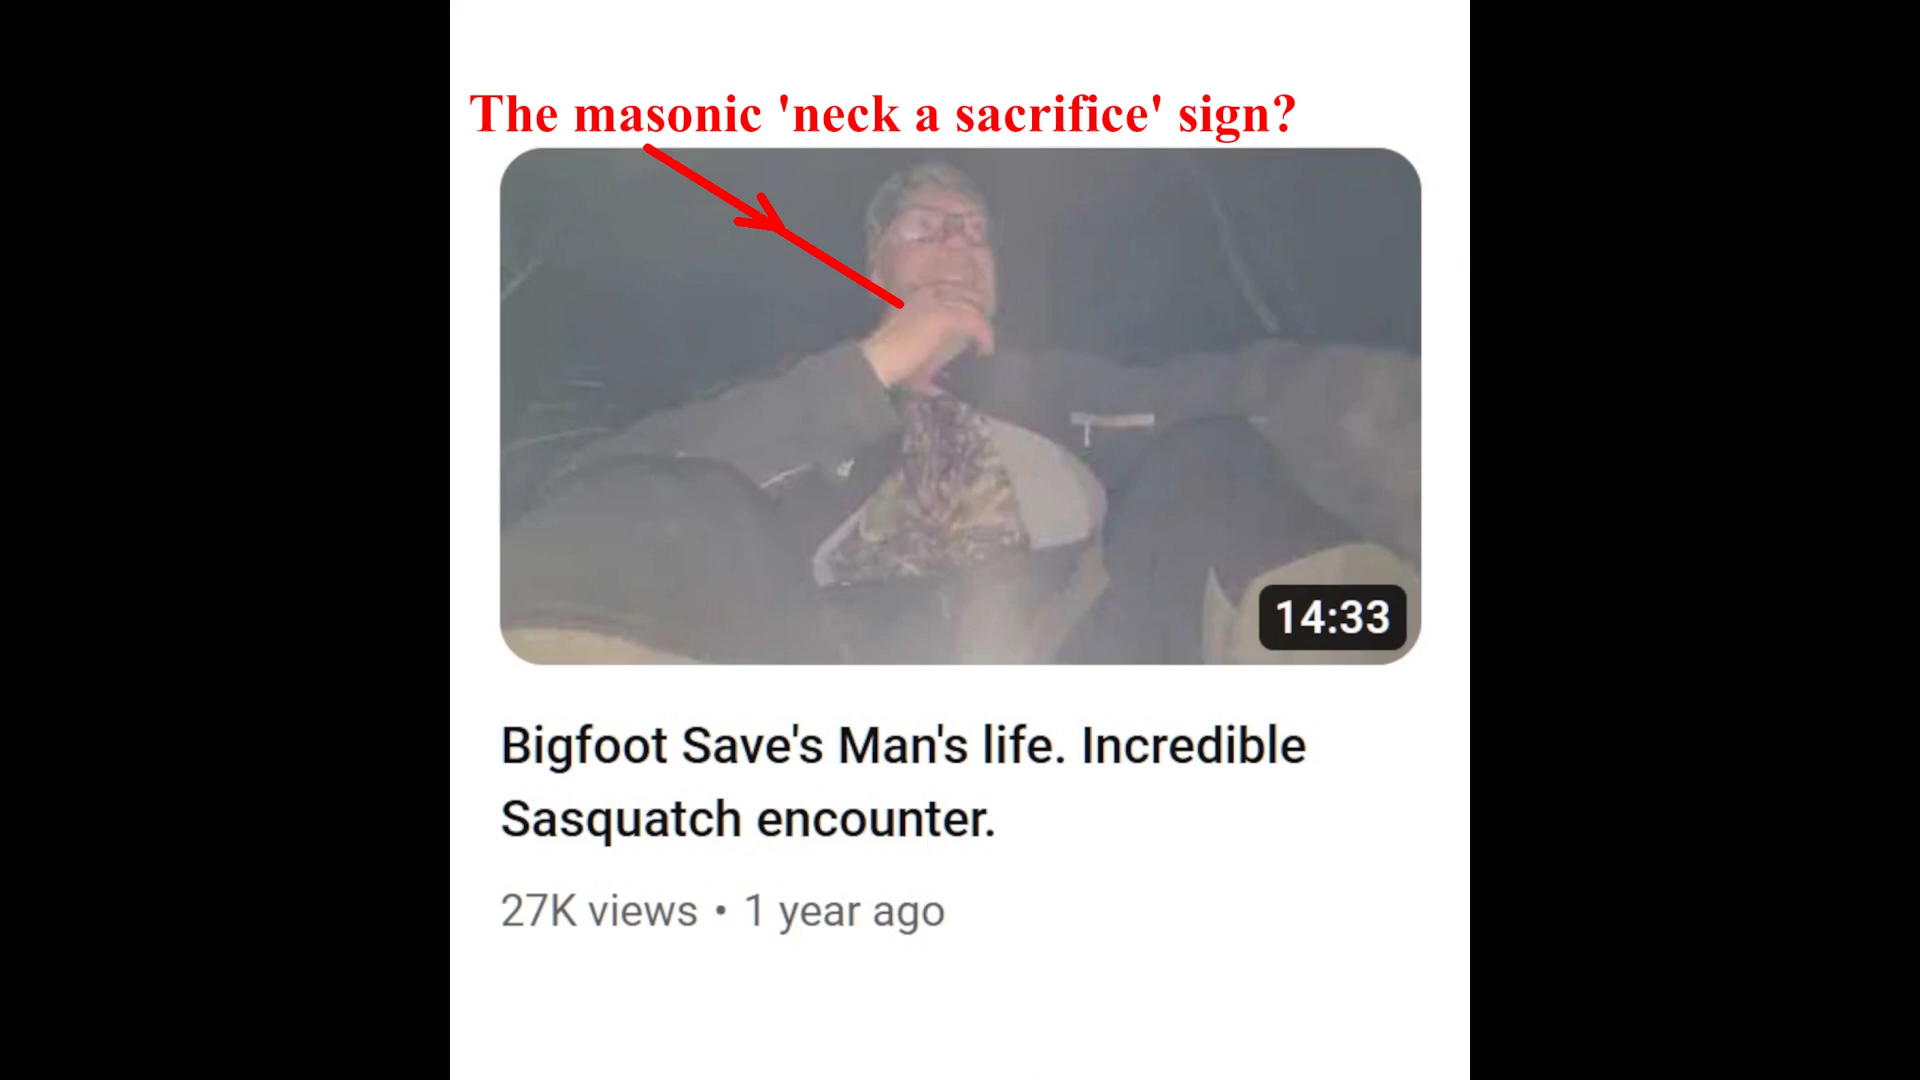 The masonic 'neck a sacrifice' sign?
14:33
Bigfoot Save's Man's life. Incredible
Sasquatch encounter.
27K views • 1 year ago